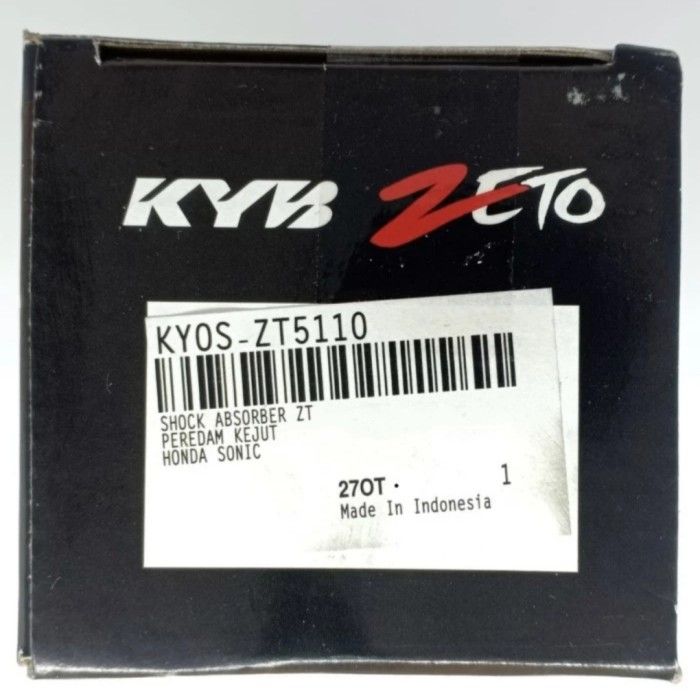 KYB ZETO
KYOS-ZT5110
SHOCK ABSORBER ZT
PEREDAM KEJUT
HONDA SONIC
27OT · 1
Made In Indonesia